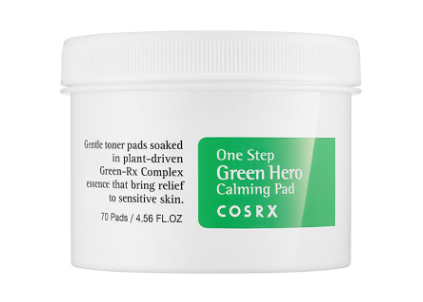 Gentle toner pads soaked
in plant-driven
Green-Rx Complex
essence that bring relief
to sensitive skin.
70 Pads / 4.56 FL.OZ
One Step
Green Hero
Calming Pad
COSRX